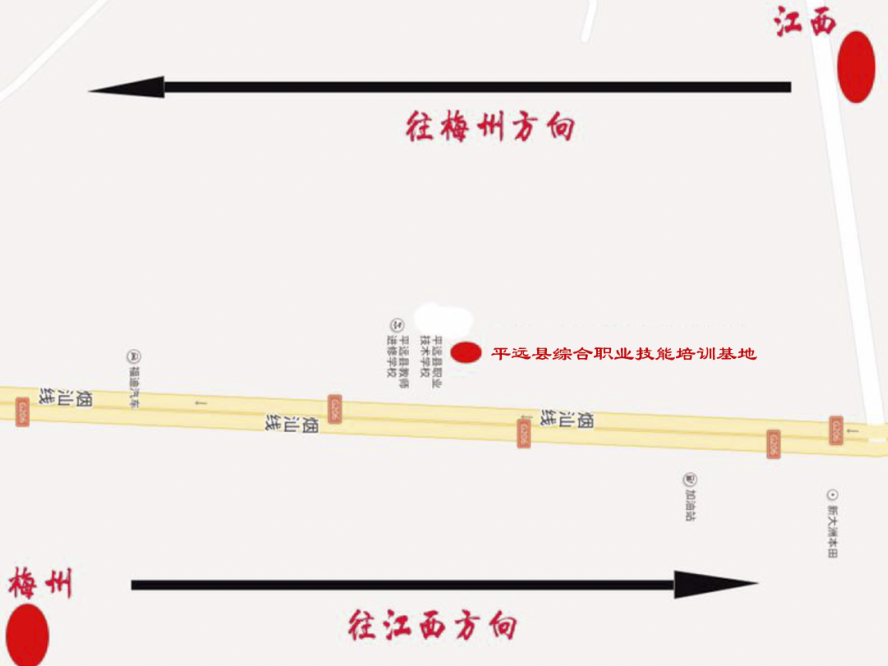 江西
往梅州方向
平远县职业
技术学校
平远县教师
进修学校
平远县综合职业技能培训基地
福迪汽车
烟汕线
G206
G206
烟汕线
烟汕线
G206
G206
G206
加油站
新大洲本田
梅州
往江西方向